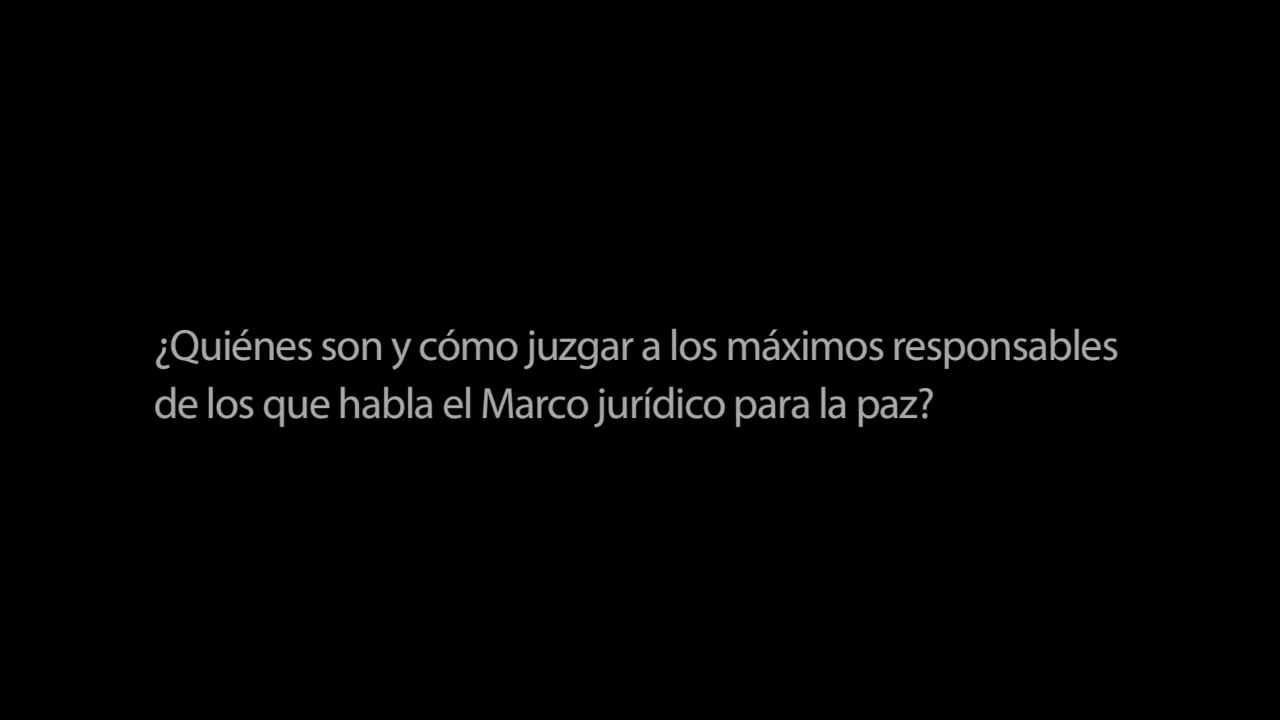 ¿Quiénes son y cómo juzgar a los máximos responsables
de los que habla el Marco jurídico para la paz?